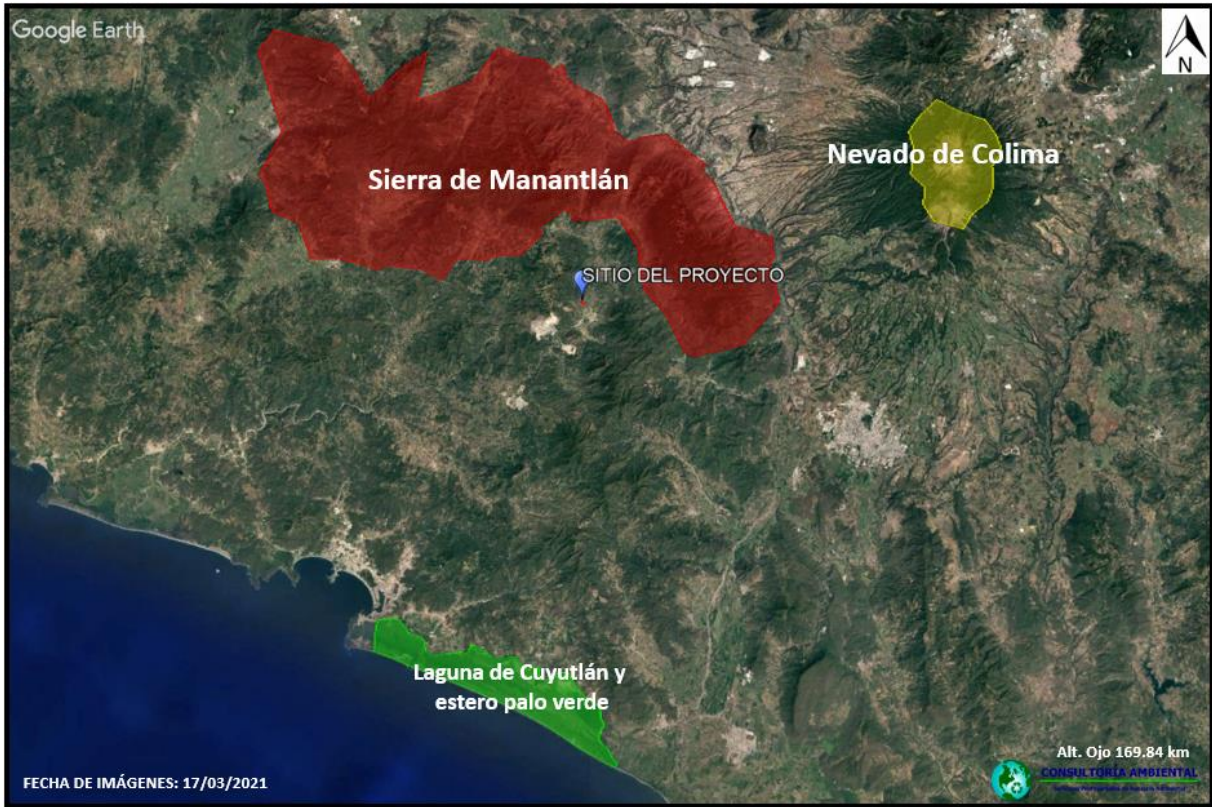 Google Earth
N
Nevado de Colima
Sierra de Manantlán
SITIO DEL PROYECTO
Laguna de Cuyutlán y
estero palo verde
Alt. Ojo 169.84 km
FECHA DE IMÁGENES: 17/03/2021
CONSULTORÍA AMBIENTAL